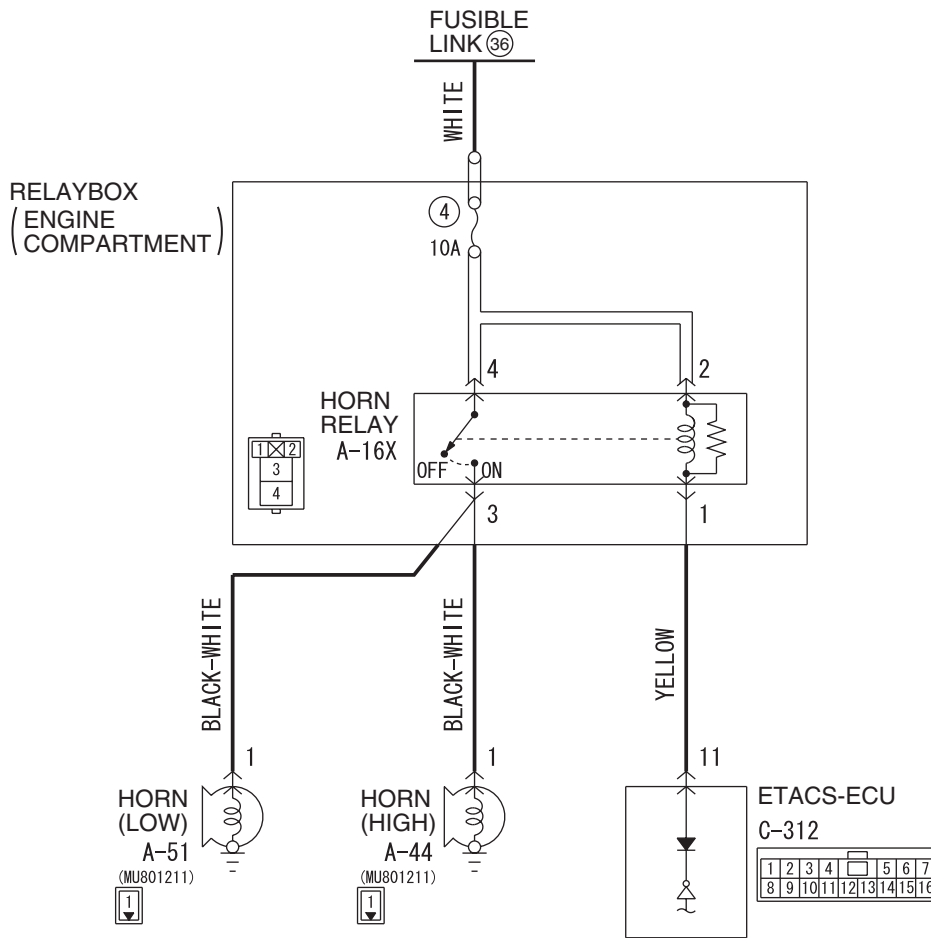 FUSIBLE
LINK 36
WHITE
RELAYBOX
(ENGINE
COMPARTMENT)
4
10A
4
2
HORN
RELAY
A-16X
OFF
ON
1 2
3
4
3
1
BLACK-WHITE
BLACK-WHITE
YELLOW
1
1
11
HORN
(LOW)
A-51
(MU801211)
1
HORN
(HIGH)
A-44
(MU801211)
1
ETACS-ECU
C-312
1 2 3 4 5 6 7
8 9 10 11 12 13 14 15 16